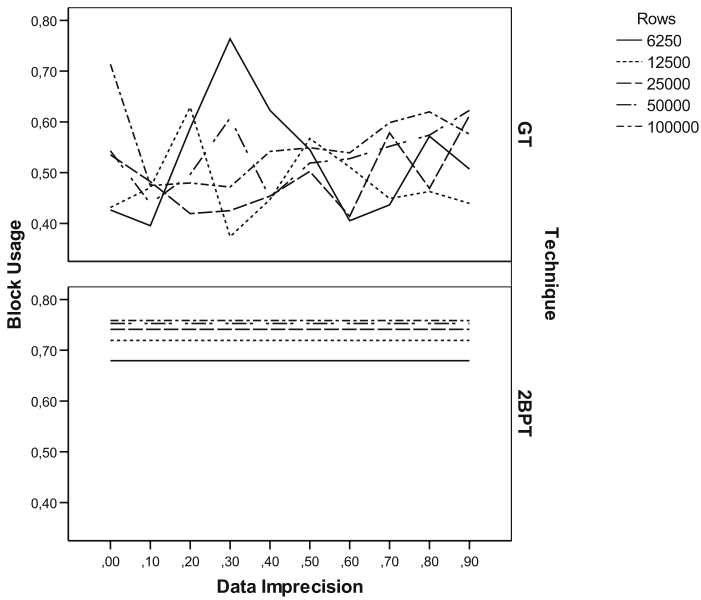 Rows
6250
12500
25000
50000
100000
0,80
0,70
0,60
0,50
0,40
GT
0,80
0,70
0,60
0,50
0,40
2BPT
Block Usage
Technique
,00 ,10 ,20 ,30 ,40 ,50 ,60 ,70 ,80 ,90
Data Imprecision